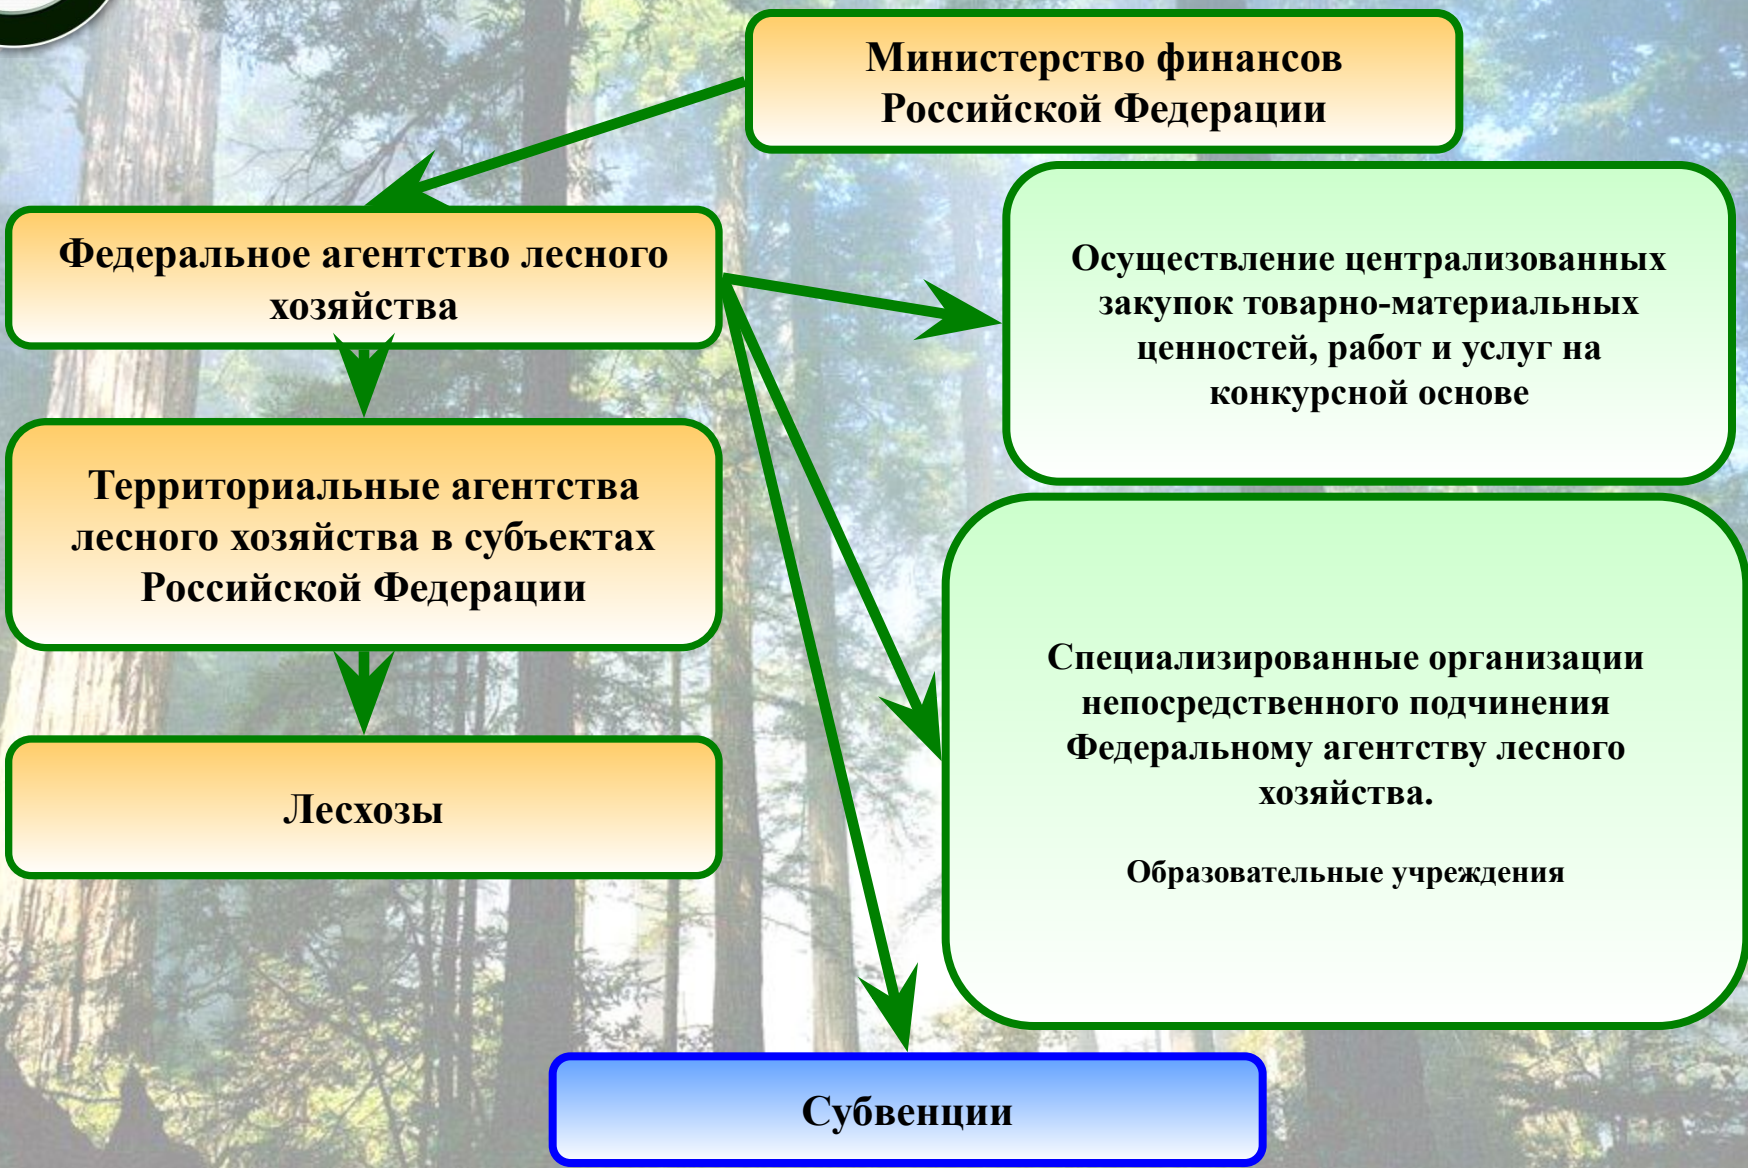 Министерство финансов
Российской Федерации
Федеральное агентство лесного
хозяйства
Осуществление централизованных
закупок товарно-материальных
ценностей, работ и услуг на
конкурсной основе
Территориальные агентства
лесного хозяйства в субъектах
Российской Федерации
Специализированные организации
непосредственного подчинения
Федеральному агентству лесного
хозяйства.
Образовательные учреждения
Лесхозы
Субвенции